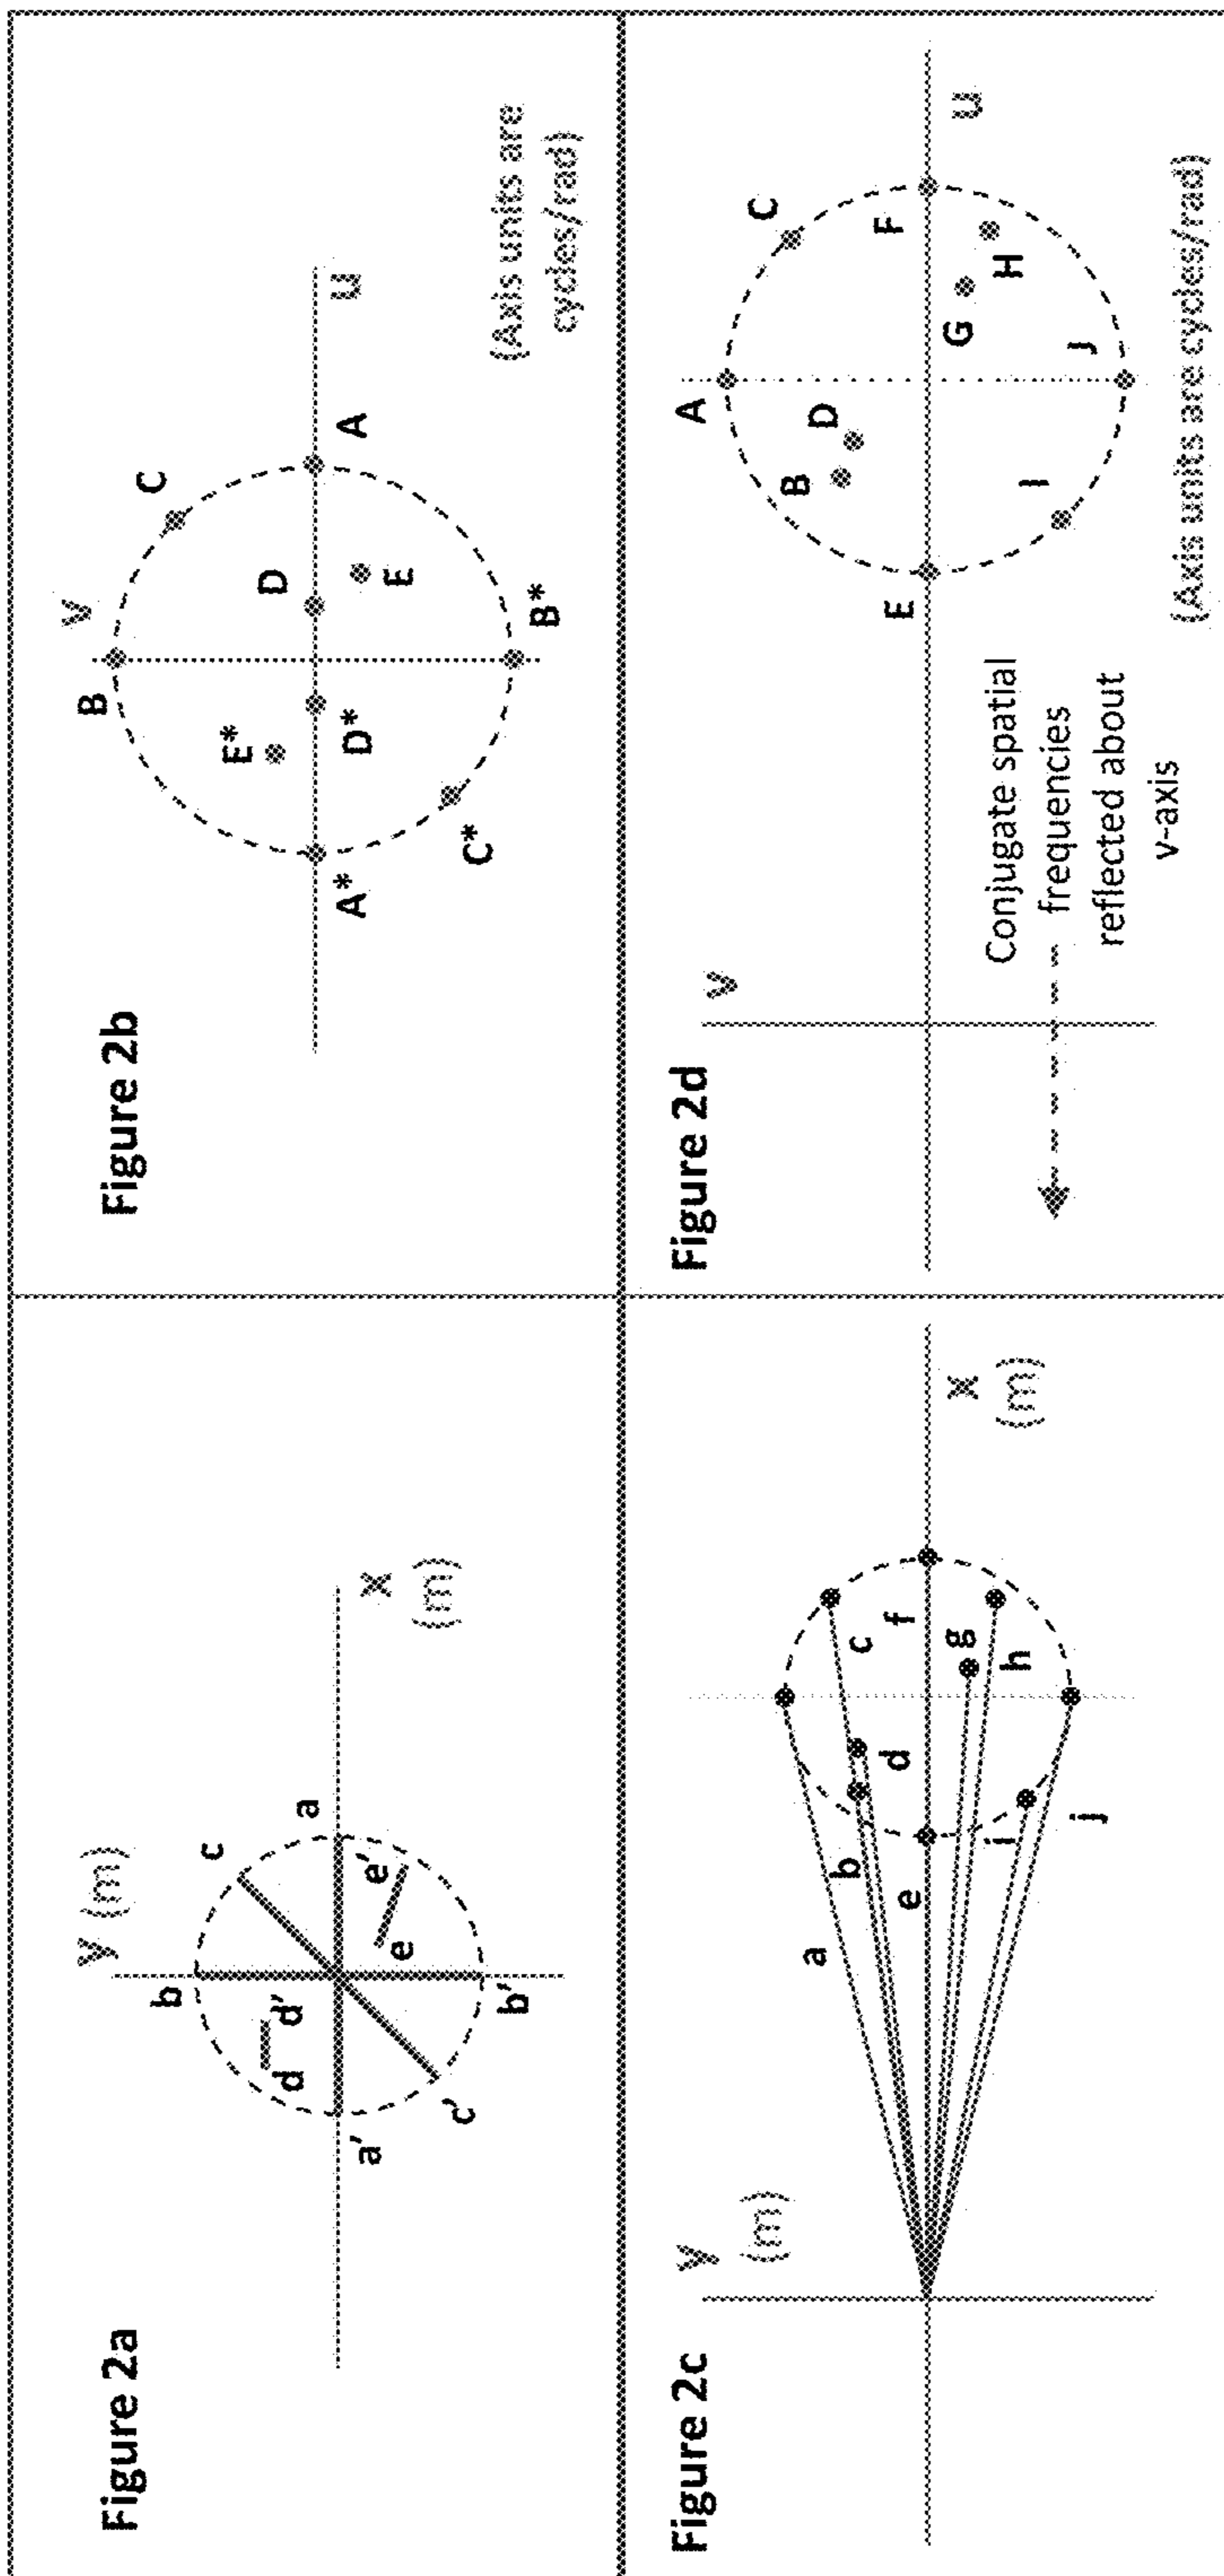 Figure 2a
y (m)
b
c
d
d'
a'
a
x
(m)
e
e'
c'
b'
Figure 2b
v
B
C
E*
D
A*
D*
E
A
u
C*
B*
(Axis units are
cycles/rad)
Figure 2c
y
(m)
a
b
d
c
e
f
x
(m)
g
i
h
j
Figure 2d
v
A
C
B
D
E
F
u
G
H
I
J
Conjugate spatial
frequencies
reflected about
v-axis
(Axis units are cycles/rad)